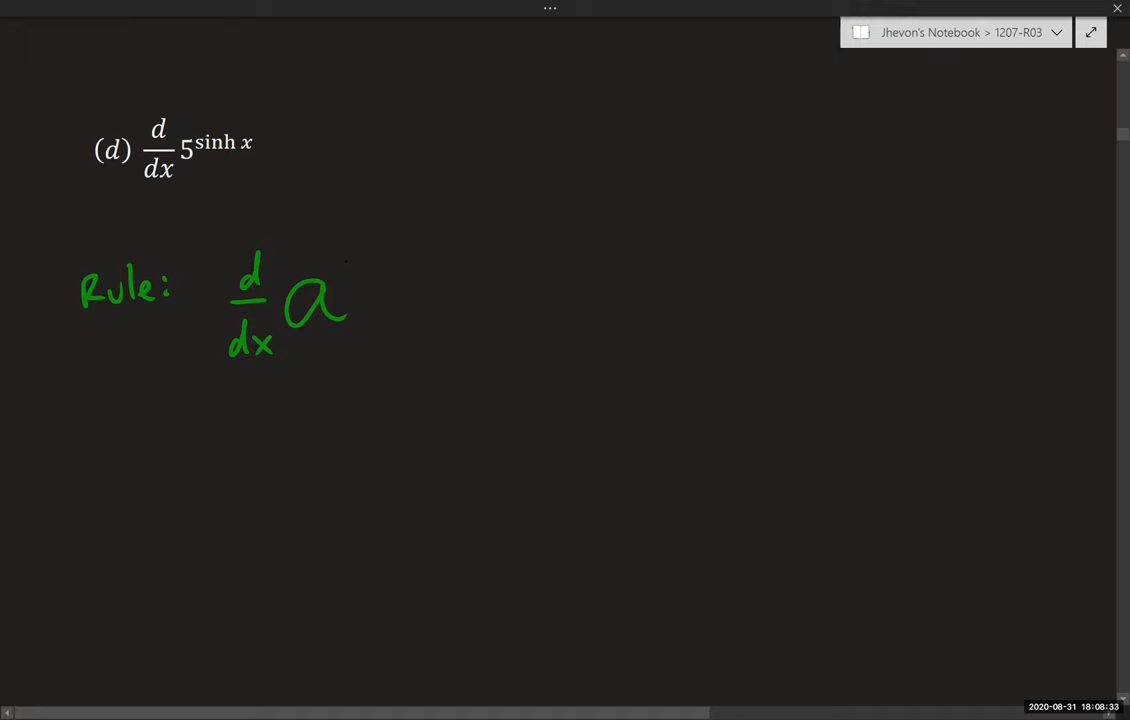 Jhevon's Notebook > 1207-R03
(d) d/dx 5^sinh x
Rule: d/dx a
2020-08-31 18:08:33